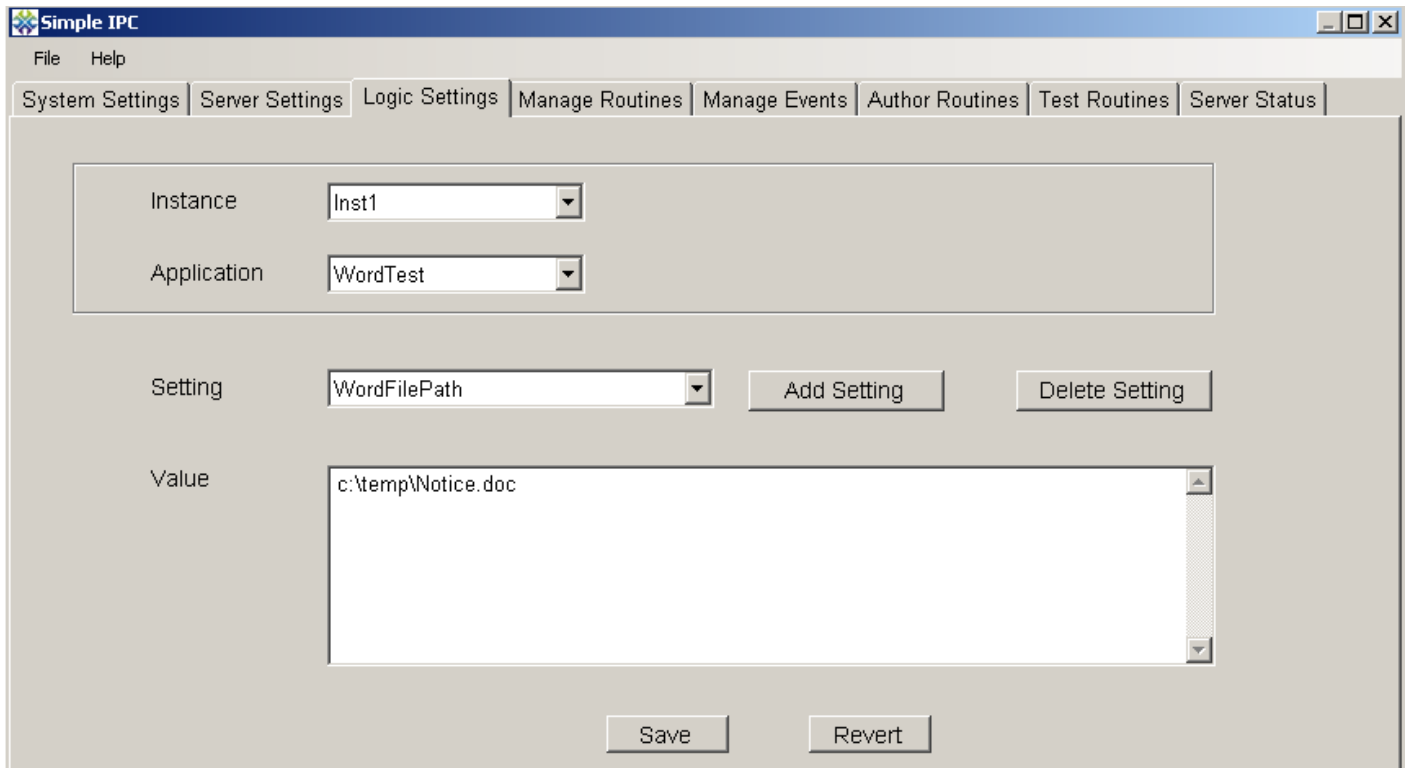 Simple IPC
File Help
System Settings Server Settings Logic Settings Manage Routines Manage Events Author Routines Test Routines Server Status
Instance Inst1
Application WordTest
Setting WordFilePath Add Setting Delete Setting
Value c:\temp\Notice.doc
Save Revert